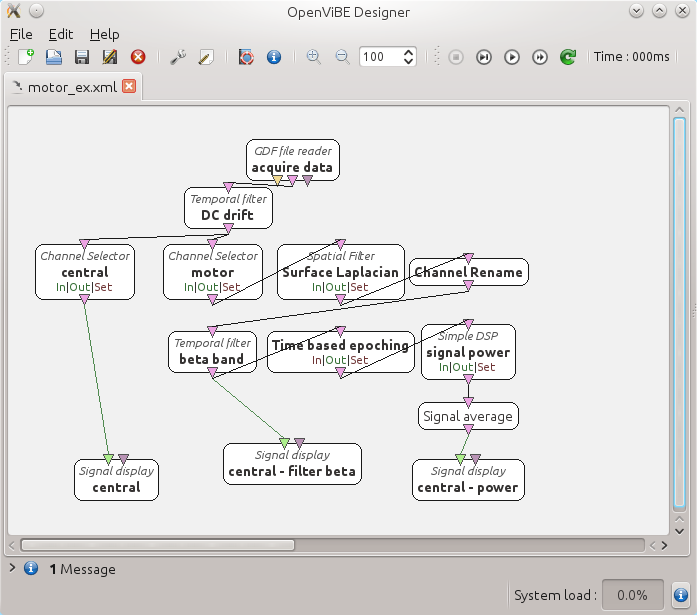 OpenViBE Designer
File Edit Help
100
Time : 000ms
motor_ex.xml
GDF file reader
acquire data
Temporal filter
DC drift
Channel Selector
central
In|Out|Set
Channel Selector
motor
In|Out|Set
Spatial Filter
Surface Laplacian
In|Out|Set
Channel Rename
Temporal filter
beta band
Time based epoching
In|Out|Set
Simple DSP
signal power
In|Out|Set
Signal average
Signal display
central
Signal display
central - filter beta
Signal display
central - power
1 Message
System load : 0.0%